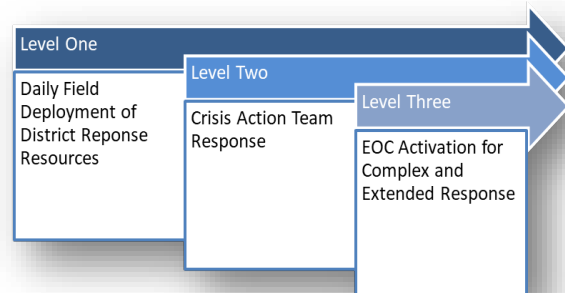 Level One
Daily Field
Deployment of
District Reponse
Resources
Level Two
Crisis Action Team
Response
Level Three
EOC Activation for
Complex and
Extended Response